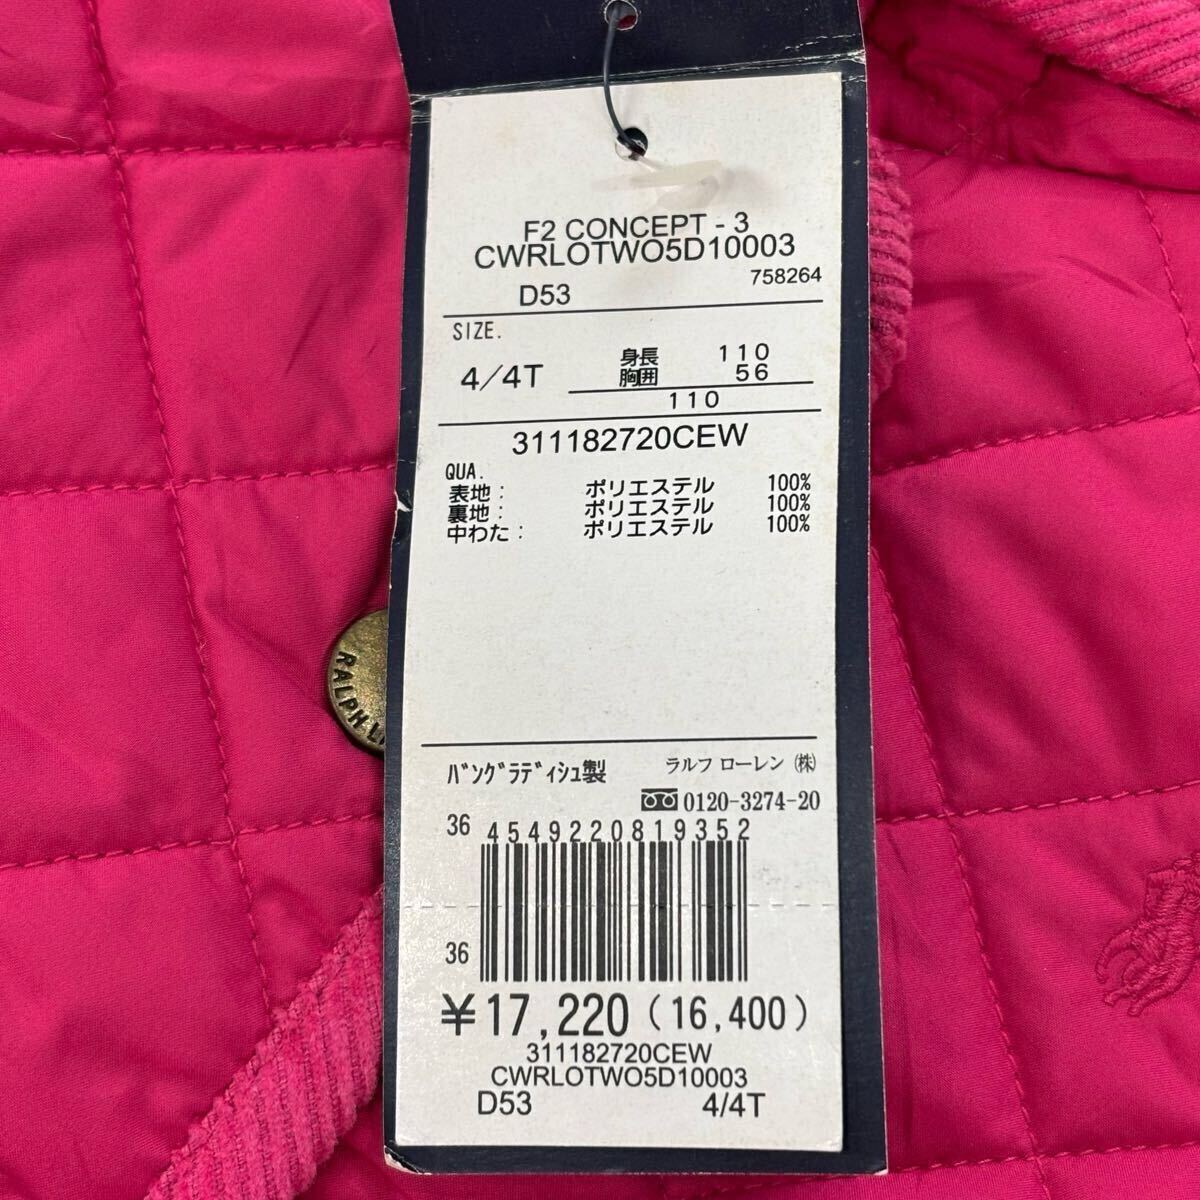 F2 CONCEPT - 3
CWRLOTWO5D10003
758264
D53
SIZE.
4/4T
身長 110
胸囲 56
110
311182720CEW
QUA.
表地: ポリエステル 100%
裏地: ポリエステル 100%
中わた: ポリエステル 100%
RALPH
ﾊﾞﾝｸﾞﾗﾃﾞｨｼｭ製 ラルフ ローレン ㈱
0120-3274-20
36 4549220819352
36
¥17,220 (16,400)
311182720CEW
CWRLOTWO5D10003
D53 4/4T